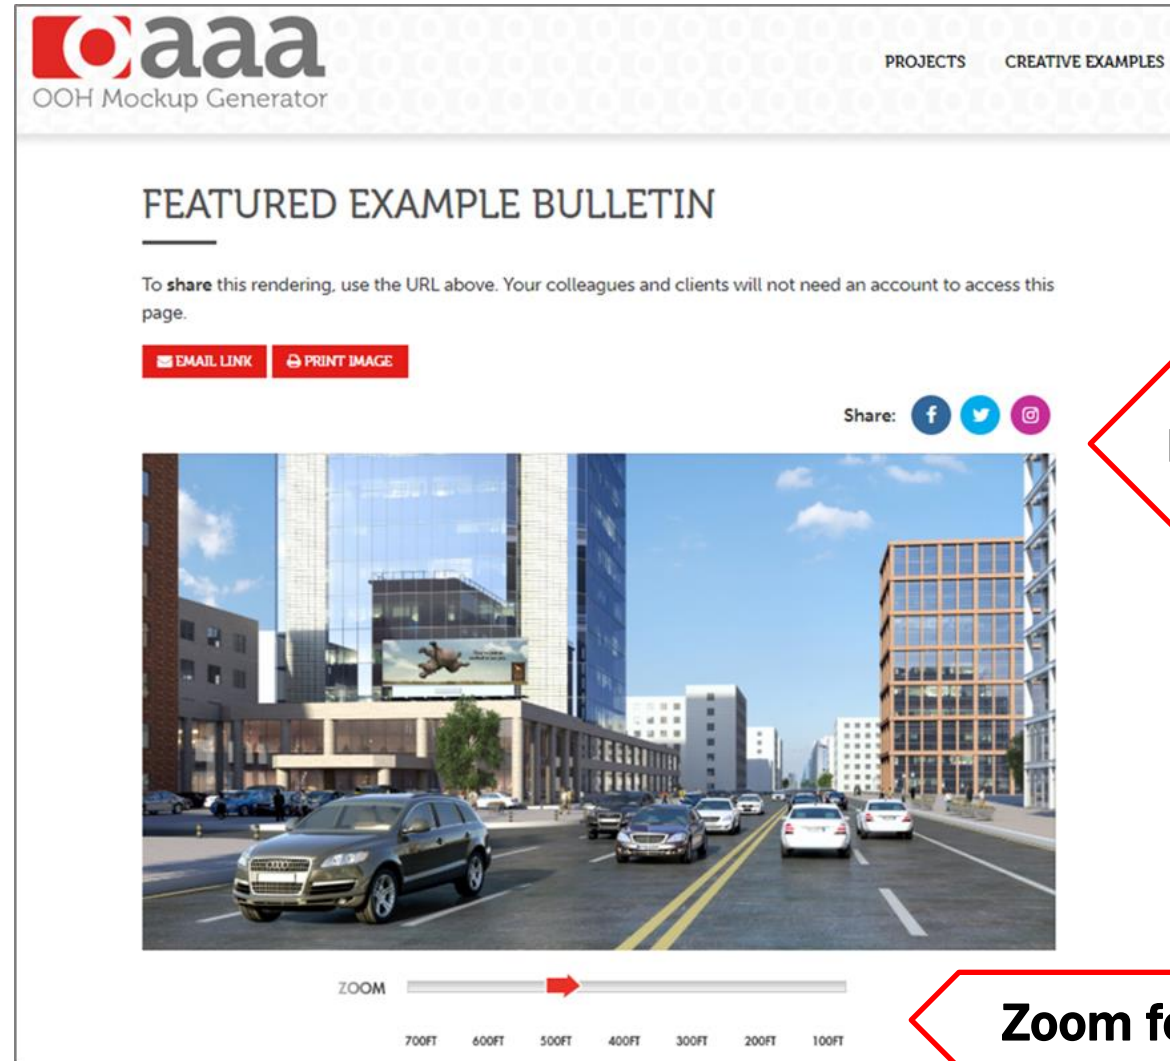 oaaa
OOH Mockup Generator
PROJECTS CREATIVE EXAMPLES
FEATURED EXAMPLE BULLETIN
To share this rendering, use the URL above. Your colleagues and clients will not need an account to access this
page.
EMAIL LINK PRINT IMAGE
Share:
ZOOM
700FT 600FT 500FT 400FT 300FT 200FT 100FT
Zoom